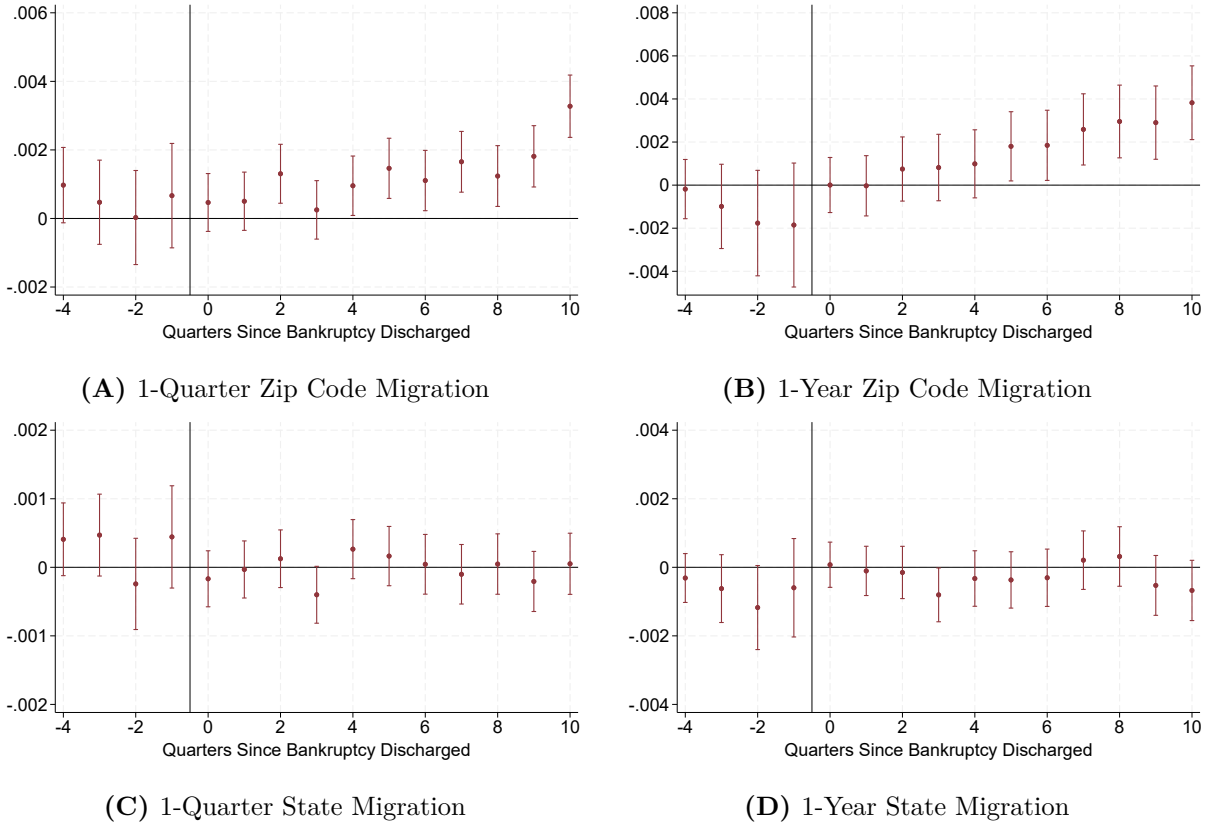 .006
.004
.002
0
-.002
-4 -2 0 2 4 6 8 10
Quarters Since Bankruptcy Discharged
(A) 1-Quarter Zip Code Migration
.008
.006
.004
.002
0
-.002
-.004
-4 -2 0 2 4 6 8 10
Quarters Since Bankruptcy Discharged
(B) 1-Year Zip Code Migration
.002
.001
0
-.001
-.002
-4 -2 0 2 4 6 8 10
Quarters Since Bankruptcy Discharged
(C) 1-Quarter State Migration
.004
.002
0
-.002
-.004
-4 -2 0 2 4 6 8 10
Quarters Since Bankruptcy Discharged
(D) 1-Year State Migration